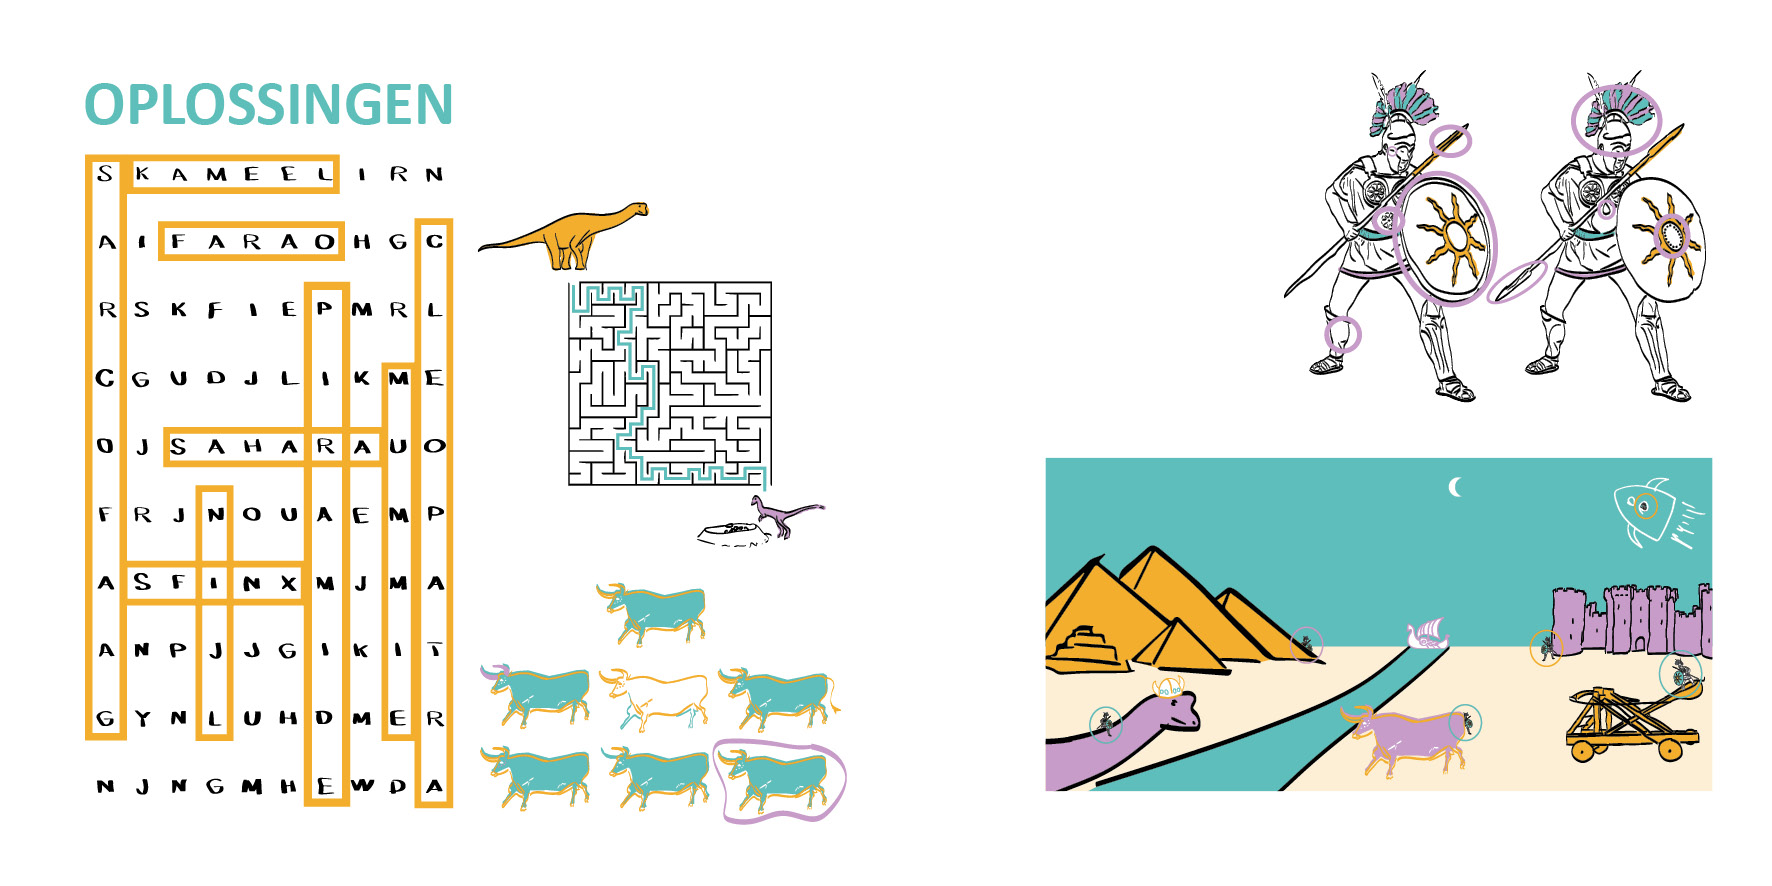 OPLOSSINGEN
S K A M E E L I R N
A I F A R A O H G C
R S K F I E P M R L
C G U D J L I K M E
O J S A H A R A U O
F R J N O U A E M P
A S F I N X M J M A
A N P J J G I K I T
G Y N L U H D M E R
N J N G M H E W D A